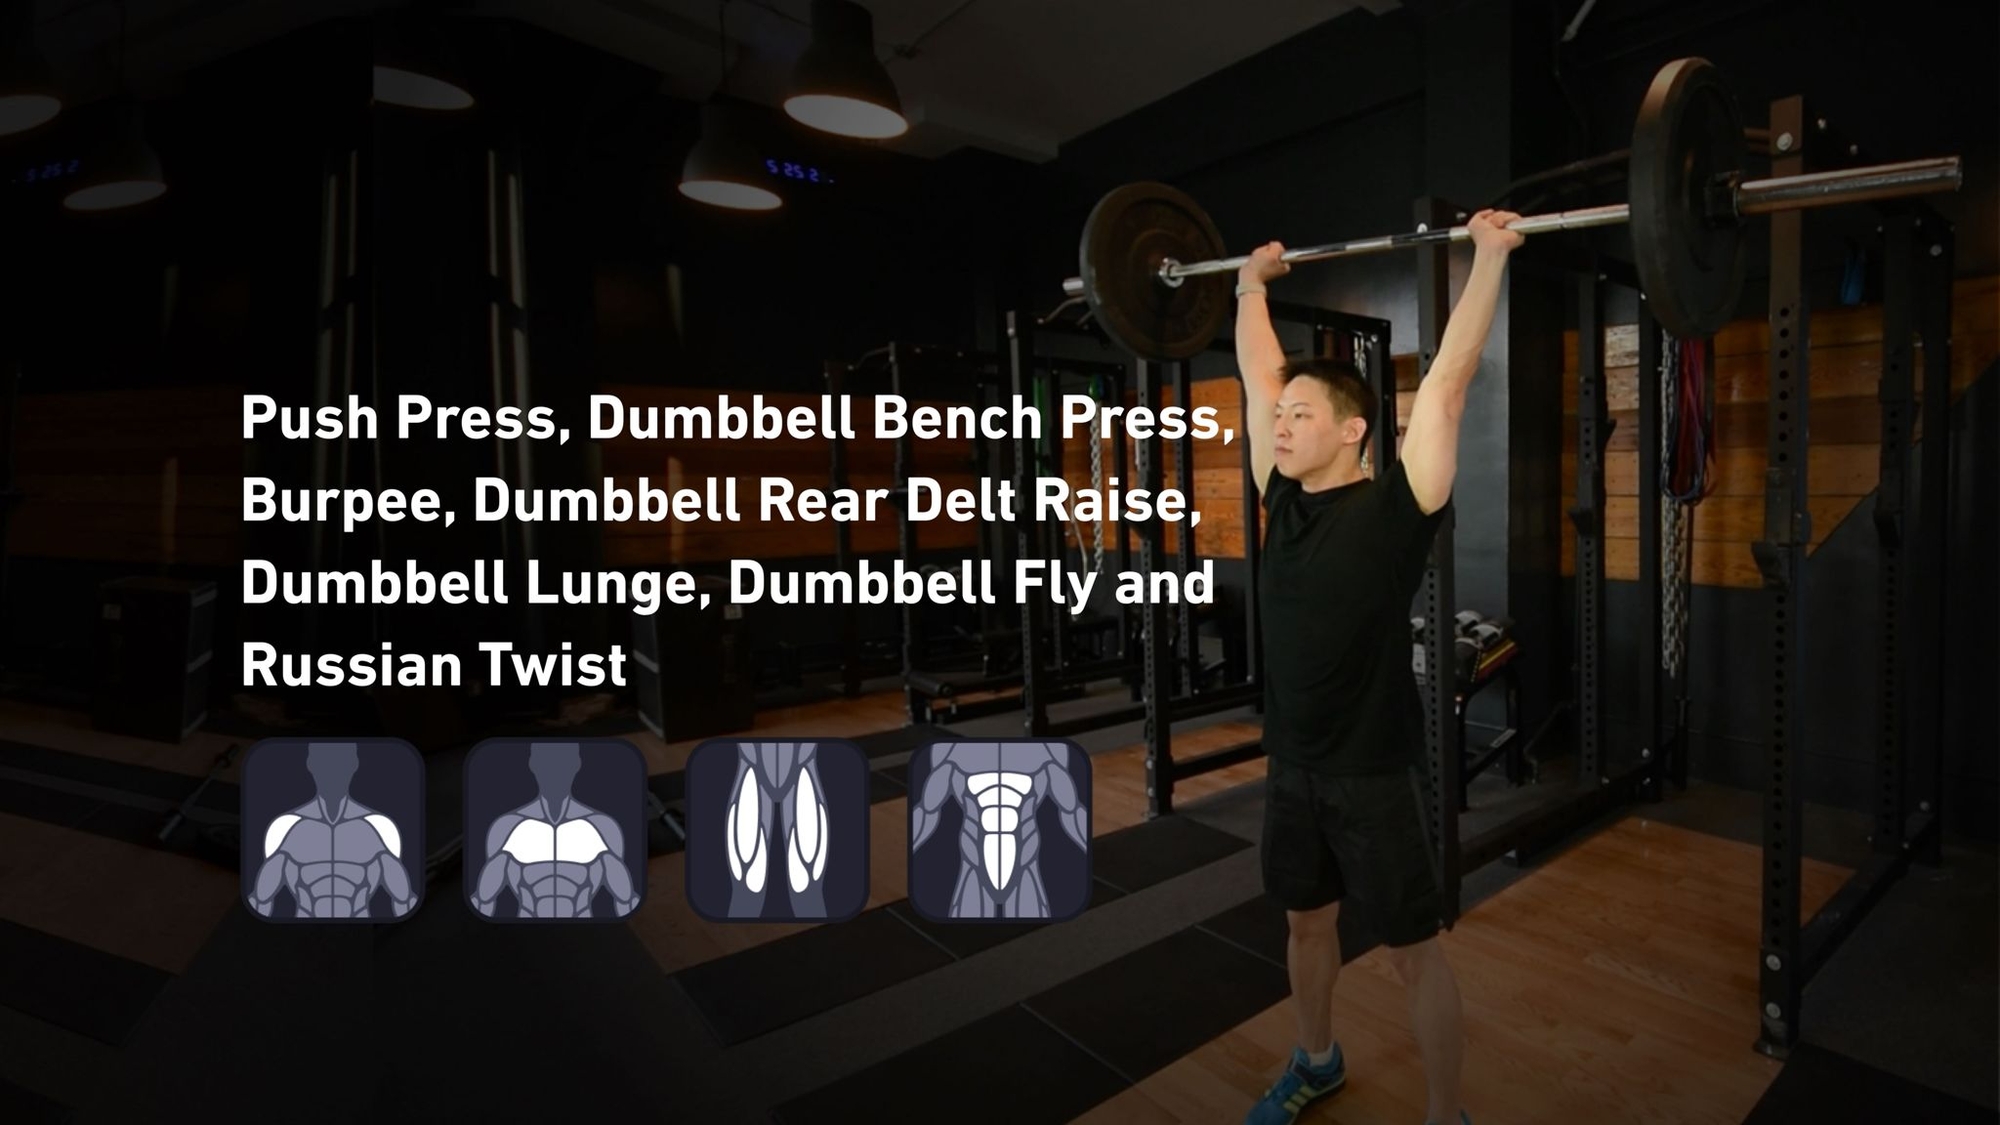 Push Press, Dumbbell Bench Press,
Burpee, Dumbbell Rear Delt Raise,
Dumbbell Lunge, Dumbbell Fly and
Russian Twist